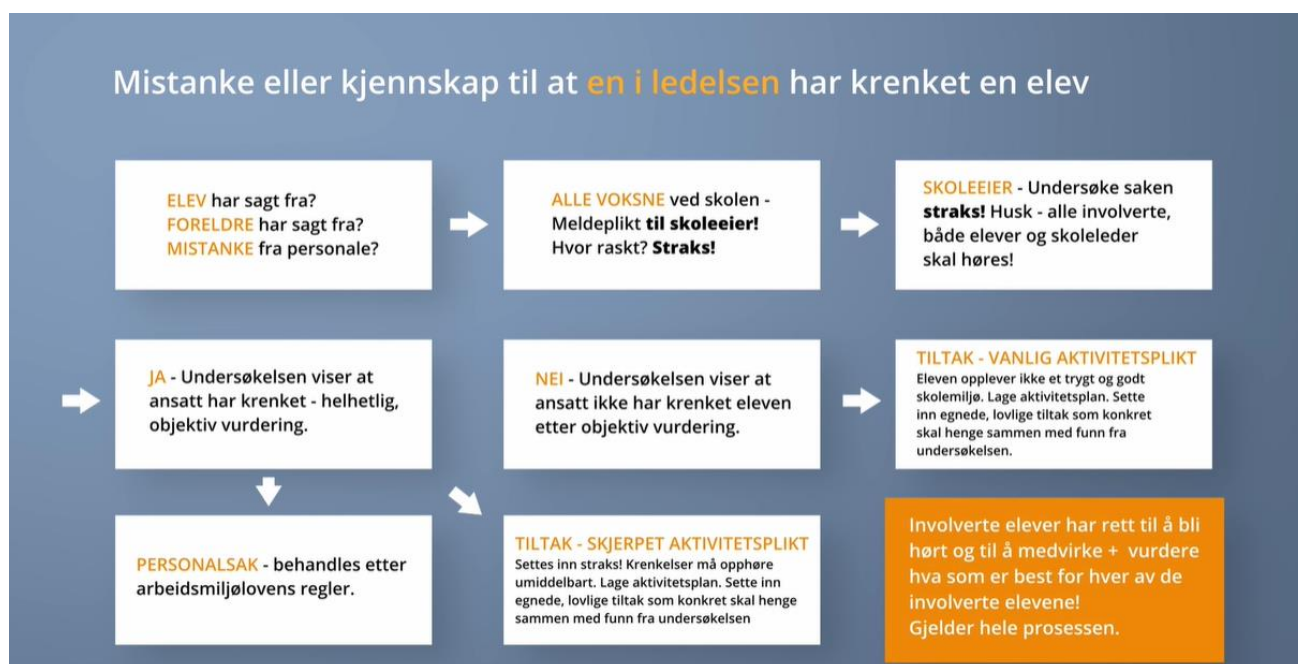 Mistanke eller kjennskap til at en i ledelsen har krenket en elev
ELEV har sagt fra?
FORELDRE har sagt fra?
MISTANKE fra personale?
ALLE VOKSNE ved skolen -
Meldeplikt til skoleeier!
Hvor raskt? Straks!
SKOLEEIER - Undersøke saken
straks! Husk - alle involverte,
både elever og skoleleder
skal høres!
JA - Undersøkelsen viser at
ansatt har krenket - helhetlig,
objektiv vurdering.
NEI - Undersøkelsen viser at
ansatt ikke har krenket eleven
etter objektiv vurdering.
TILTAK - VANLIG AKTIVITETSPLIKT
Eleven opplever ikke et trygt og godt
skolemiljø. Lage aktivitetsplan. Sette
inn egnede, lovlige tiltak som konkret
skal henge sammen med funn fra
undersøkelsen.
PERSONALSAK - behandles etter
arbeidsmiljølovens regler.
TILTAK - SKJERPET AKTIVITETSPLIKT
Settes inn straks! Krenkelser må opphøre
umiddelbart. Lage aktivitetsplan. Sette inn
egnede, lovlige tiltak som konkret skal henge
sammen med funn fra undersøkelsen
Involverte elever har rett til å bli
hørt og til å medvirke + vurdere
hva som er best for hver av de
involverte elevene!
Gjelder hele prosessen.